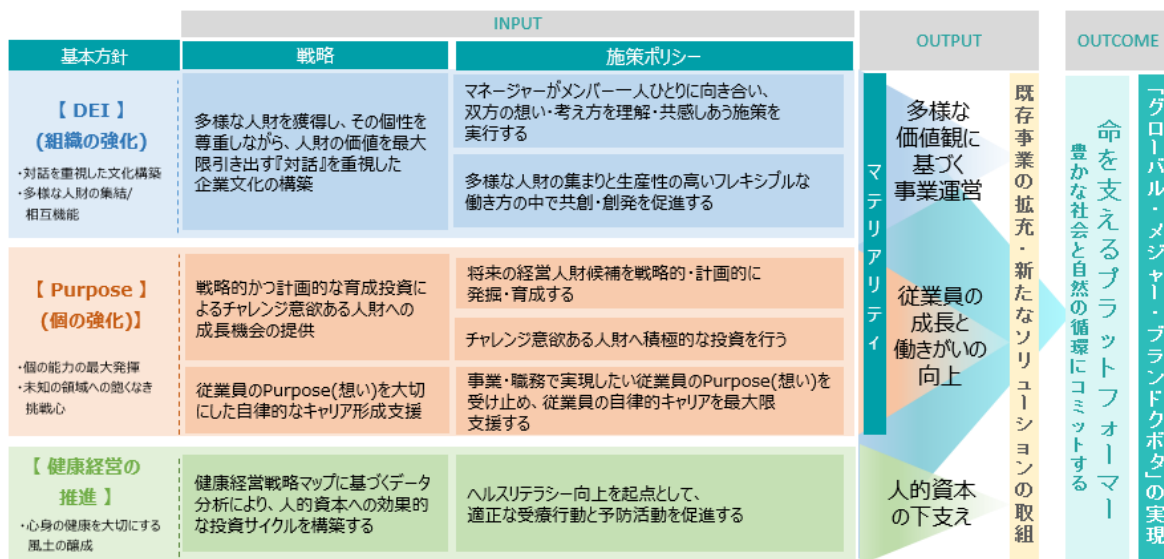 INPUT
OUTPUT
OUTCOME
基本方針
戦略
施策ポリシー
【 DEI 】
(組織の強化)
・対話を重視した文化構築
・多様な人財の集結/
相互機能
多様な人財を獲得し、その個性を
尊重しながら、人財の価値を最大
限引き出す『対話』を重視した
企業文化の構築
マネージャーがメンバー一人ひとりに向き合い、
双方の想い・考え方を理解・共感しあう施策を
実行する
多様な人財の集まりと生産性の高いフレキシブルな
働き方の中で共創・創発を促進する
【 Purpose 】
(個の強化)】
・個の能力の最大発揮
・未知の領域への飽くなき
挑戦心
戦略的かつ計画的な育成投資に
よるチャレンジ意欲ある人財への
成長機会の提供
将来の経営人財候補を戦略的・計画的に
発掘・育成する
チャレンジ意欲ある人財へ積極的な投資を行う
従業員のPurpose(想い)を大切
にした自律的なキャリア形成支援
事業・職務で実現したい従業員のPurpose(想い)を
受け止め、従業員の自律的キャリアを最大限
支援する
【 健康経営の
推進 】
・心身の健康を大切にする
風土の醸成
健康経営戦略マップに基づくデータ
分析により、人的資本への効果的
な投資サイクルを構築する
ヘルスリテラシー向上を起点として、
適正な受療行動と予防活動を促進する
マテリアリティ
多様な
価値観に
基づく
事業運営
従業員の
成長と
働きがいの
向上
人的資本
の下支え
既存事業の拡充・新たなソリューションの取組
豊かな社会と自然の循環にコミットする
命を支えるプラットフォーマー
「グローバル・メジャー・ブランドクボタ」の実現